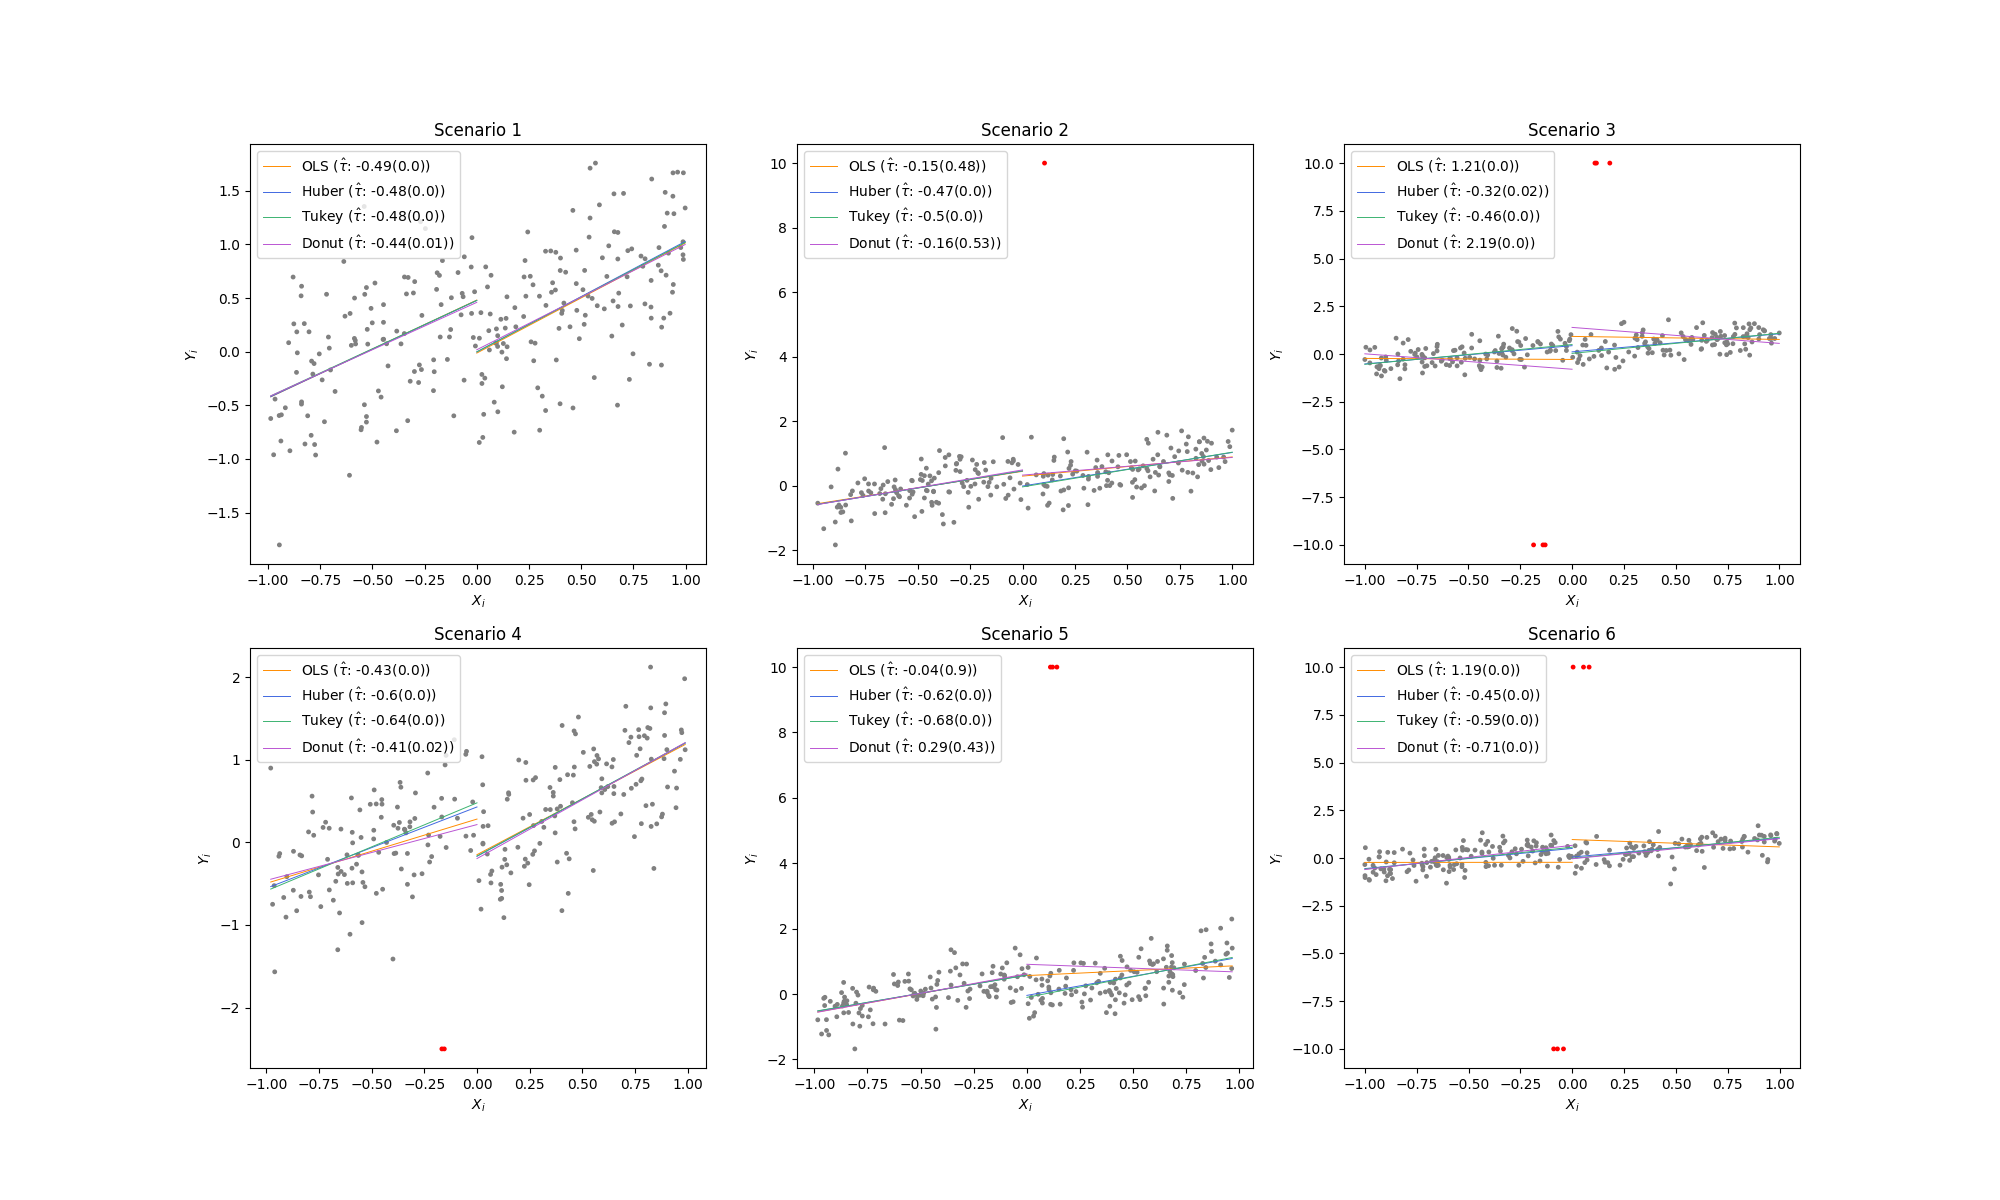 Scenario 1
OLS (τ̂: -0.49(0.0))
Huber (τ̂: -0.48(0.0))
Tukey (τ̂: -0.48(0.0))
Donut (τ̂: -0.44(0.01))
1.5
1.0
0.5
0.0
−0.5
−1.0
−1.5
Yᵢ
−1.00 −0.75 −0.50 −0.25 0.00 0.25 0.50 0.75 1.00
Xᵢ
Scenario 2
OLS (τ̂: -0.15(0.48))
Huber (τ̂: -0.47(0.0))
Tukey (τ̂: -0.5(0.0))
Donut (τ̂: -0.16(0.53))
10
8
6
4
2
0
−2
Yᵢ
−1.00 −0.75 −0.50 −0.25 0.00 0.25 0.50 0.75 1.00
Xᵢ
Scenario 3
OLS (τ̂: 1.21(0.0))
Huber (τ̂: -0.32(0.02))
Tukey (τ̂: -0.46(0.0))
Donut (τ̂: 2.19(0.0))
10.0
7.5
5.0
2.5
0.0
−2.5
−5.0
−7.5
−10.0
Yᵢ
−1.00 −0.75 −0.50 −0.25 0.00 0.25 0.50 0.75 1.00
Xᵢ
Scenario 4
OLS (τ̂: -0.43(0.0))
Huber (τ̂: -0.6(0.0))
Tukey (τ̂: -0.64(0.0))
Donut (τ̂: -0.41(0.02))
2
1
0
−1
−2
Yᵢ
−1.00 −0.75 −0.50 −0.25 0.00 0.25 0.50 0.75 1.00
Xᵢ
Scenario 5
OLS (τ̂: -0.04(0.9))
Huber (τ̂: -0.62(0.0))
Tukey (τ̂: -0.68(0.0))
Donut (τ̂: 0.29(0.43))
10
8
6
4
2
0
−2
Yᵢ
−1.00 −0.75 −0.50 −0.25 0.00 0.25 0.50 0.75 1.00
Xᵢ
Scenario 6
OLS (τ̂: 1.19(0.0))
Huber (τ̂: -0.45(0.0))
Tukey (τ̂: -0.59(0.0))
Donut (τ̂: -0.71(0.0))
10.0
7.5
5.0
2.5
0.0
−2.5
−5.0
−7.5
−10.0
Yᵢ
−1.00 −0.75 −0.50 −0.25 0.00 0.25 0.50 0.75 1.00
Xᵢ